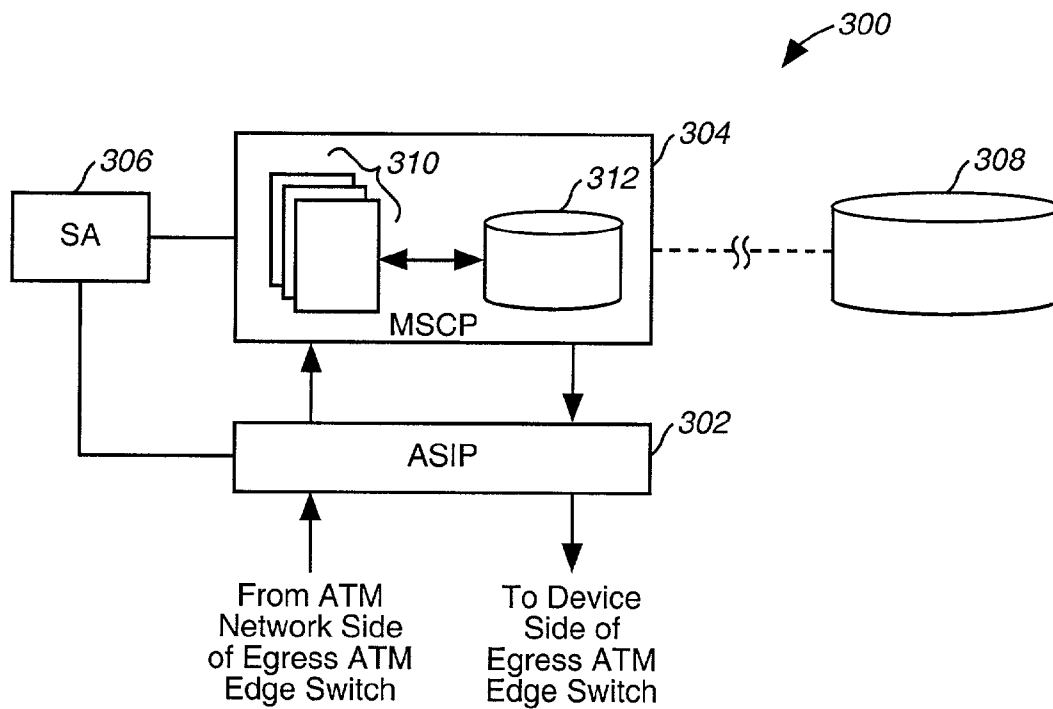 300
304
306
310
312
308
SA
MSCP
302
ASIP
From ATM
Network Side
of Egress ATM
Edge Switch
To Device
Side of
Egress ATM
Edge Switch